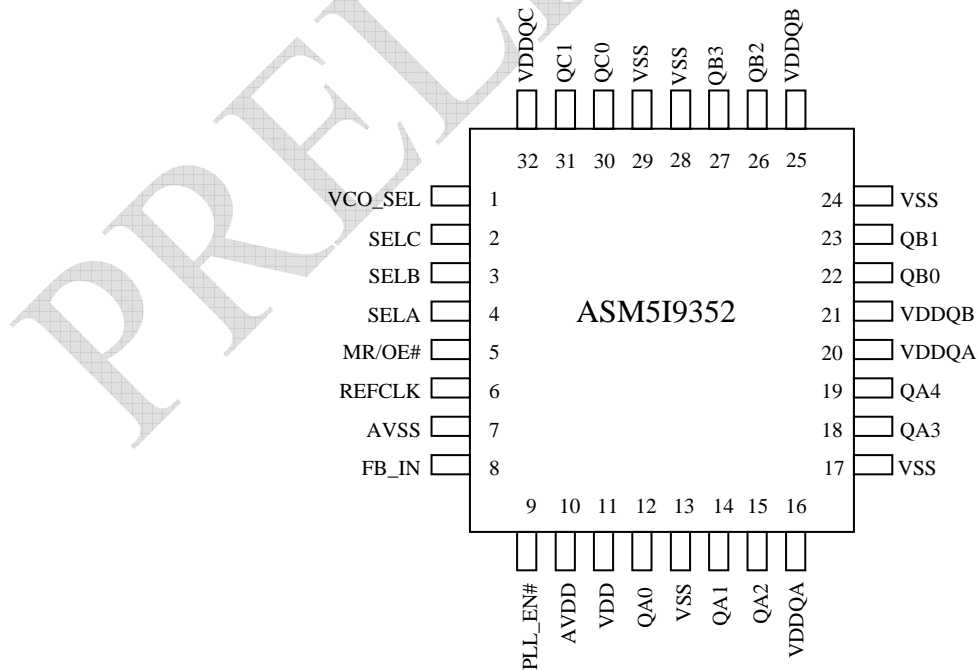 VDDQC QC1 QC0 VSS VSS QB3 QB2 VDDQB
32 31 30 29 28 27 26 25
VCO_SEL 1 24 VSS
SELC 2 23 QB1
SELB 3 22 QB0
SELA 4 ASM5I9352 21 VDDQB
MR/OE# 5 20 VDDQA
REFCLK 6 19 QA4
AVSS 7 18 QA3
FB_IN 8 17 VSS
9 10 11 12 13 14 15 16
PLL_EN# AVDD VDD QA0 VSS QA1 QA2 VDDQA
PREL